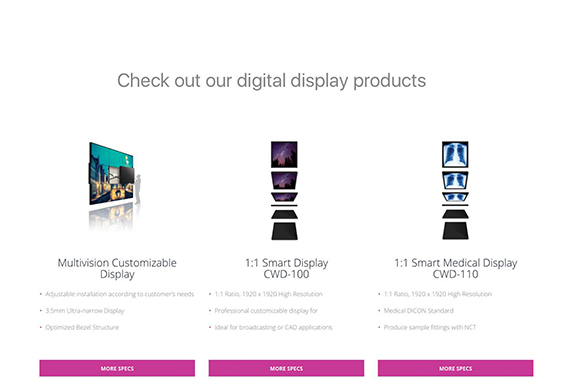 Check out our digital display products
Multivision Customizable
Display
• Adjustable installation according to customer's needs
• 3.5mm Ultra-narrow Display
• Optimized Bezel Structure
MORE SPECS
1:1 Smart Display
CWD-100
• 1:1 Ratio, 1920 x 1920 High Resolution
• Professional customizable display for
• Ideal for broadcasting or CAD applications
MORE SPECS
1:1 Smart Medical Display
CWD-110
• 1:1 Ratio, 1920 x 1920 High Resolution
• Medical DICON Standard
• Produce sample fittings with NCT
MORE SPECS